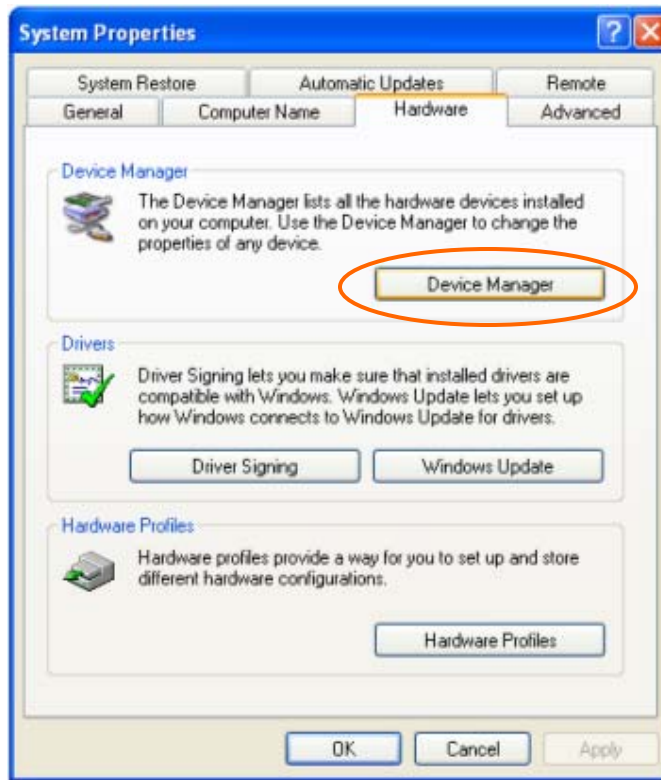 System Properties
System Restore Automatic Updates Remote
General Computer Name Hardware Advanced
Device Manager
The Device Manager lists all the hardware devices installed
on your computer. Use the Device Manager to change the
properties of any device.
Device Manager
Drivers
Driver Signing lets you make sure that installed drivers are
compatible with Windows. Windows Update lets you set up
how Windows connects to Windows Update for drivers.
Driver Signing Windows Update
Hardware Profiles
Hardware profiles provide a way for you to set up and store
different hardware configurations.
Hardware Profiles
OK Cancel Apply